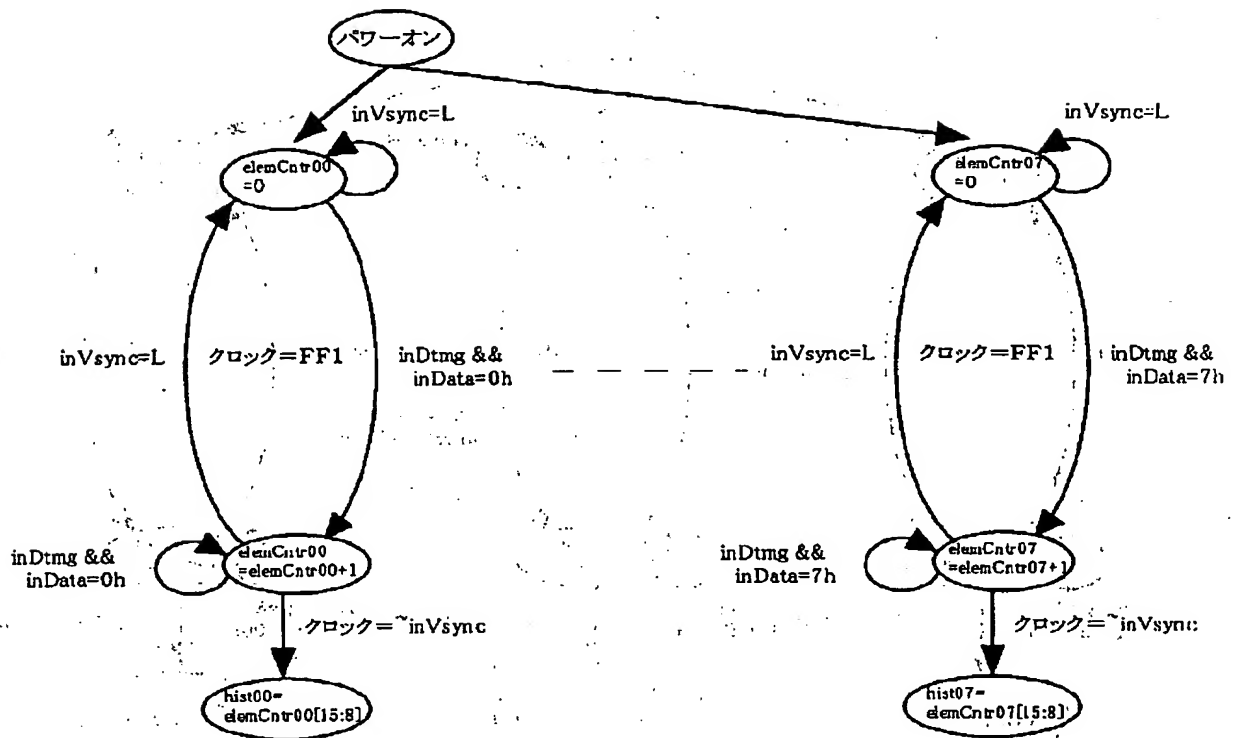 パワーオン
inVsync=L
inVsync=L
elemCntr00
=0
elemCntr07
=0
inVsync=L
クロック=FF1
inDtmg &&
inData=0h
inVsync=L
クロック=FF1
inDtmg &&
inData=7h
inDtmg &&
inData=0h
elemCntr00
=elemCntr00+1
inDtmg &&
inData=7h
elemCntr07
=elemCntr07+1
クロック=~inVsync
クロック=~inVsync
hist00=
elemCntr00[15:8]
hist07=
elemCntr07[15:8]